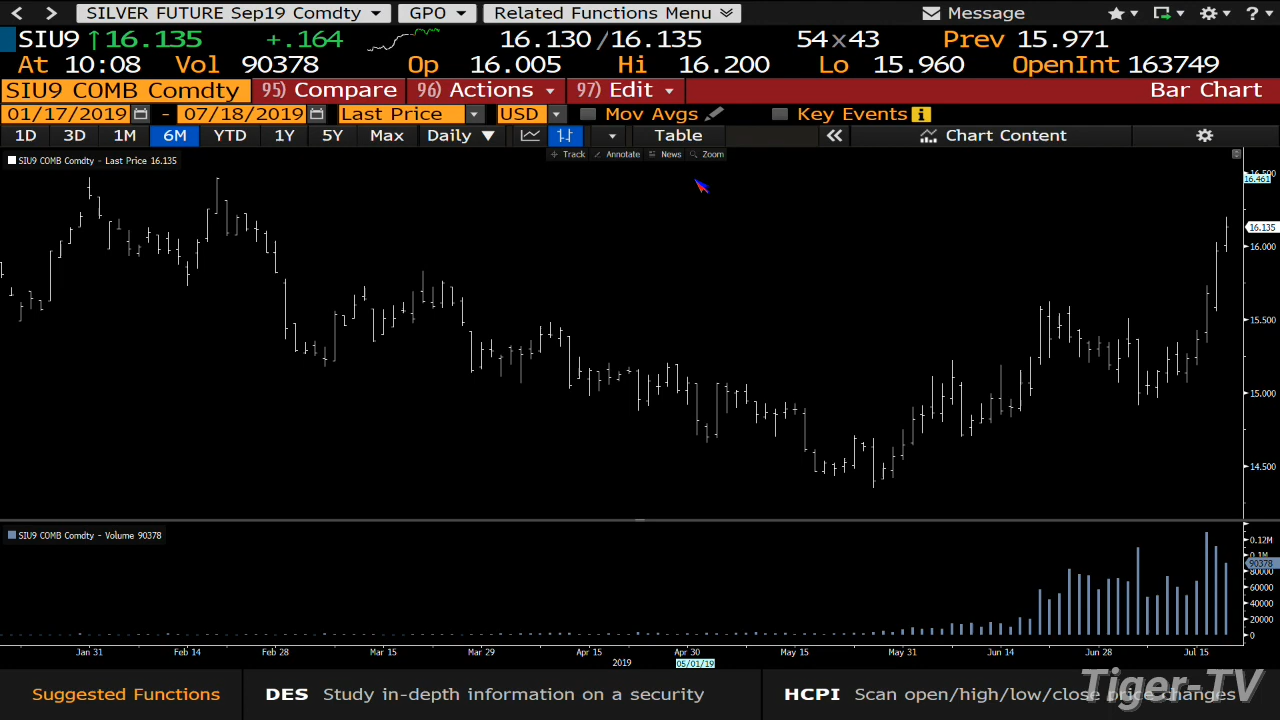 SILVER FUTURE Sep19 Comdty GPO Related Functions Menu Message ?
SIU9 ↑16.135 +.164 16.130/16.135 54×43 Prev 15.971
At 10:08 Vol 90378 Op 16.005 Hi 16.200 Lo 15.960 OpenInt 163749
SIU9 COMB Comdty 95) Compare 96) Actions 97) Edit Bar Chart
01/17/2019 - 07/18/2019 Last Price USD Mov Avgs Key Events i
1D 3D 1M 6M YTD 1Y 5Y Max Daily ▼ Table « Chart Content
Track Annotate News Zoom
SIU9 COMB Comdty - Last Price 16.135
16.500
16.461
16.135
16.000
15.500
15.000
14.500
SIU9 COMB Comdty - Volume 90378
0.12M
0.1M
90378
80000
60000
40000
20000
0
Jan 31 Feb 14 Feb 28 Mar 15 Mar 29 Apr 15 Apr 30 May 15 May 31 Jun 14 Jun 28 Jul 15
2019 05/01/19
Suggested Functions DES Study in-depth information on a security HCPI Scan open/high/low/close price changes
Tiger-TV